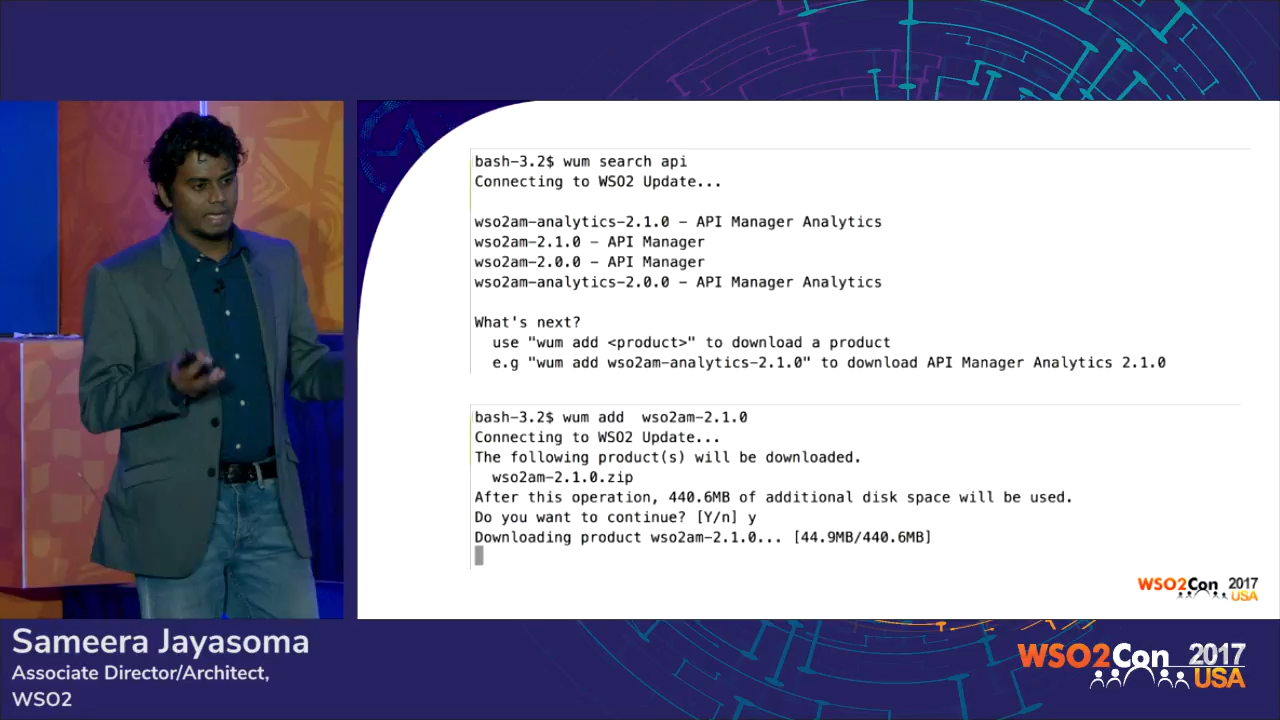 bash-3.2$ wum search api
Connecting to WSO2 Update...
wso2am-analytics-2.1.0 – API Manager Analytics
wso2am-2.1.0 – API Manager
wso2am-2.0.0 – API Manager
wso2am-analytics-2.0.0 – API Manager Analytics
What's next?
use "wum add <product>" to download a product
e.g "wum add wso2am-analytics-2.1.0" to download API Manager Analytics 2.1.0
bash-3.2$ wum add  wso2am-2.1.0
Connecting to WSO2 Update...
The following product(s) will be downloaded.
wso2am-2.1.0.zip
After this operation, 440.6MB of additional disk space will be used.
Do you want to continue? [Y/n] y
Downloading product wso2am-2.1.0... [44.9MB/440.6MB]
WSO2Con 2017
USA
Sameera Jayasoma
Associate Director/Architect,
WSO2
WSO2Con 2017
USA